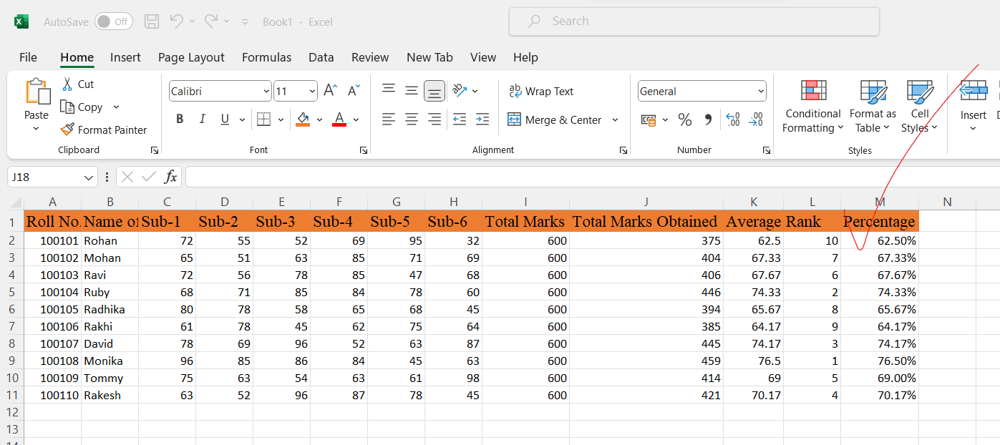 AutoSave Off Book1 - Excel Search
File Home Insert Page Layout Formulas Data Review New Tab View Help
Paste
Cut
Copy
Format Painter
Clipboard
Calibri 11
B I U
Font
Wrap Text
Merge & Center
Alignment
General
Number
Conditional Formatting
Format as Table
Cell Styles
Styles
Insert
J18 fx
A B C D E F G H I J K L M N
1 Roll No. Name of Sub-1 Sub-2 Sub-3 Sub-4 Sub-5 Sub-6 Total Marks Total Marks Obtained Average Rank Percentage
2 100101 Rohan 72 55 52 69 95 32 600 375 62.5 10 62.50%
3 100102 Mohan 65 51 63 85 71 69 600 404 67.33 7 67.33%
4 100103 Ravi 72 56 78 85 47 68 600 406 67.67 6 67.67%
5 100104 Ruby 68 71 85 84 78 60 600 446 74.33 2 74.33%
6 100105 Radhika 80 78 58 65 68 45 600 394 65.67 8 65.67%
7 100106 Rakhi 61 78 45 62 75 64 600 385 64.17 9 64.17%
8 100107 David 78 69 96 52 63 87 600 445 74.17 3 74.17%
9 100108 Monika 96 85 86 84 45 63 600 459 76.5 1 76.50%
10 100109 Tommy 75 63 54 63 61 98 600 414 69 5 69.00%
11 100110 Rakesh 63 52 96 87 78 45 600 421 70.17 4 70.17%
12
13